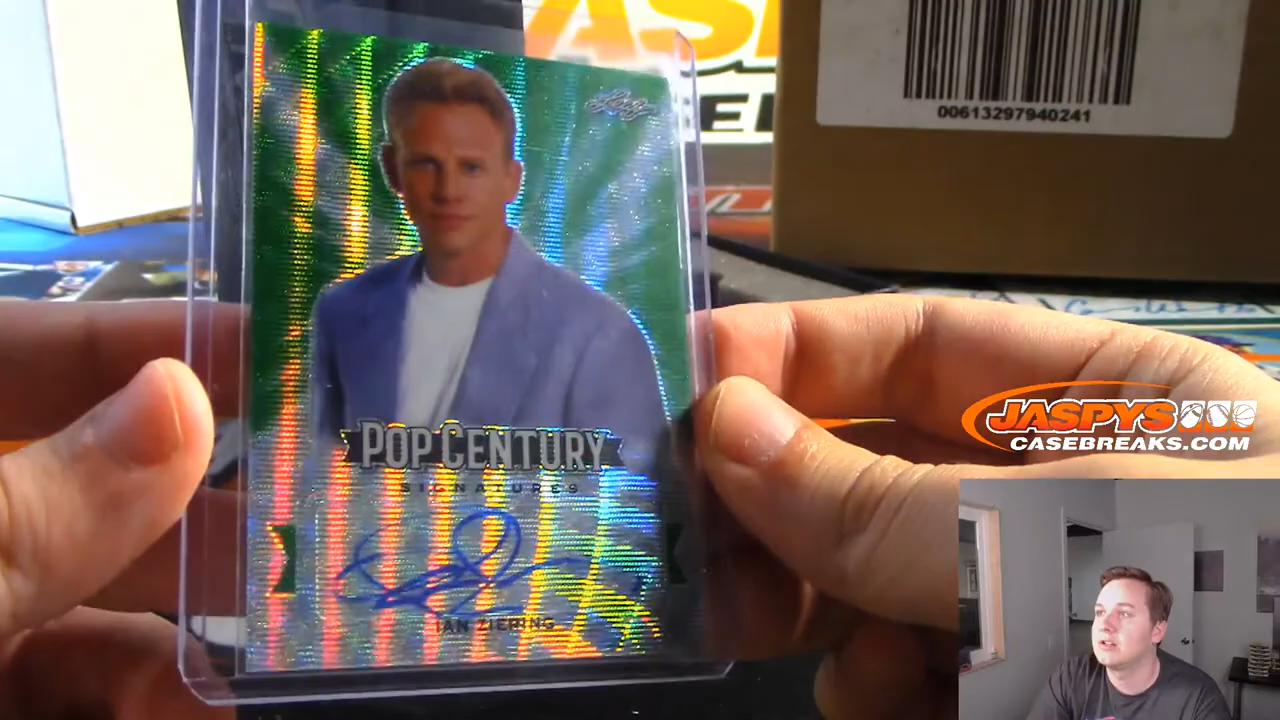 Leaf
00613297940241
POP CENTURY
SIGNATURES
IAN ZIERING
JASPYS
CASEBREAKS.COM